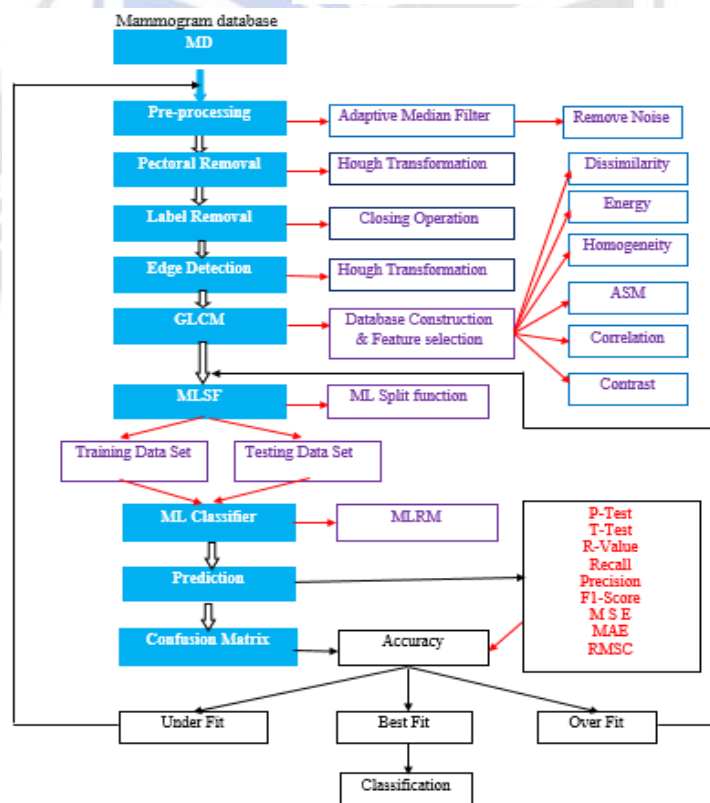 Mammogram database
MD
Pre-processing
Adaptive Median Filter
Remove Noise
Pectoral Removal
Hough Transformation
Dissimilarity
Energy
Label Removal
Closing Operation
Homogeneity
Edge Detection
Hough Transformation
ASM
GLCM
Database Construction
& Feature selection
Correlation
Contrast
MLSF
ML Split function
Training Data Set
Testing Data Set
ML Classifier
MLRM
P-Test
T-Test
R-Value
Recall
Precision
F1-Score
M S E
MAE
RMSC
Prediction
Confusion Matrix
Accuracy
Under Fit
Best Fit
Over Fit
Classification